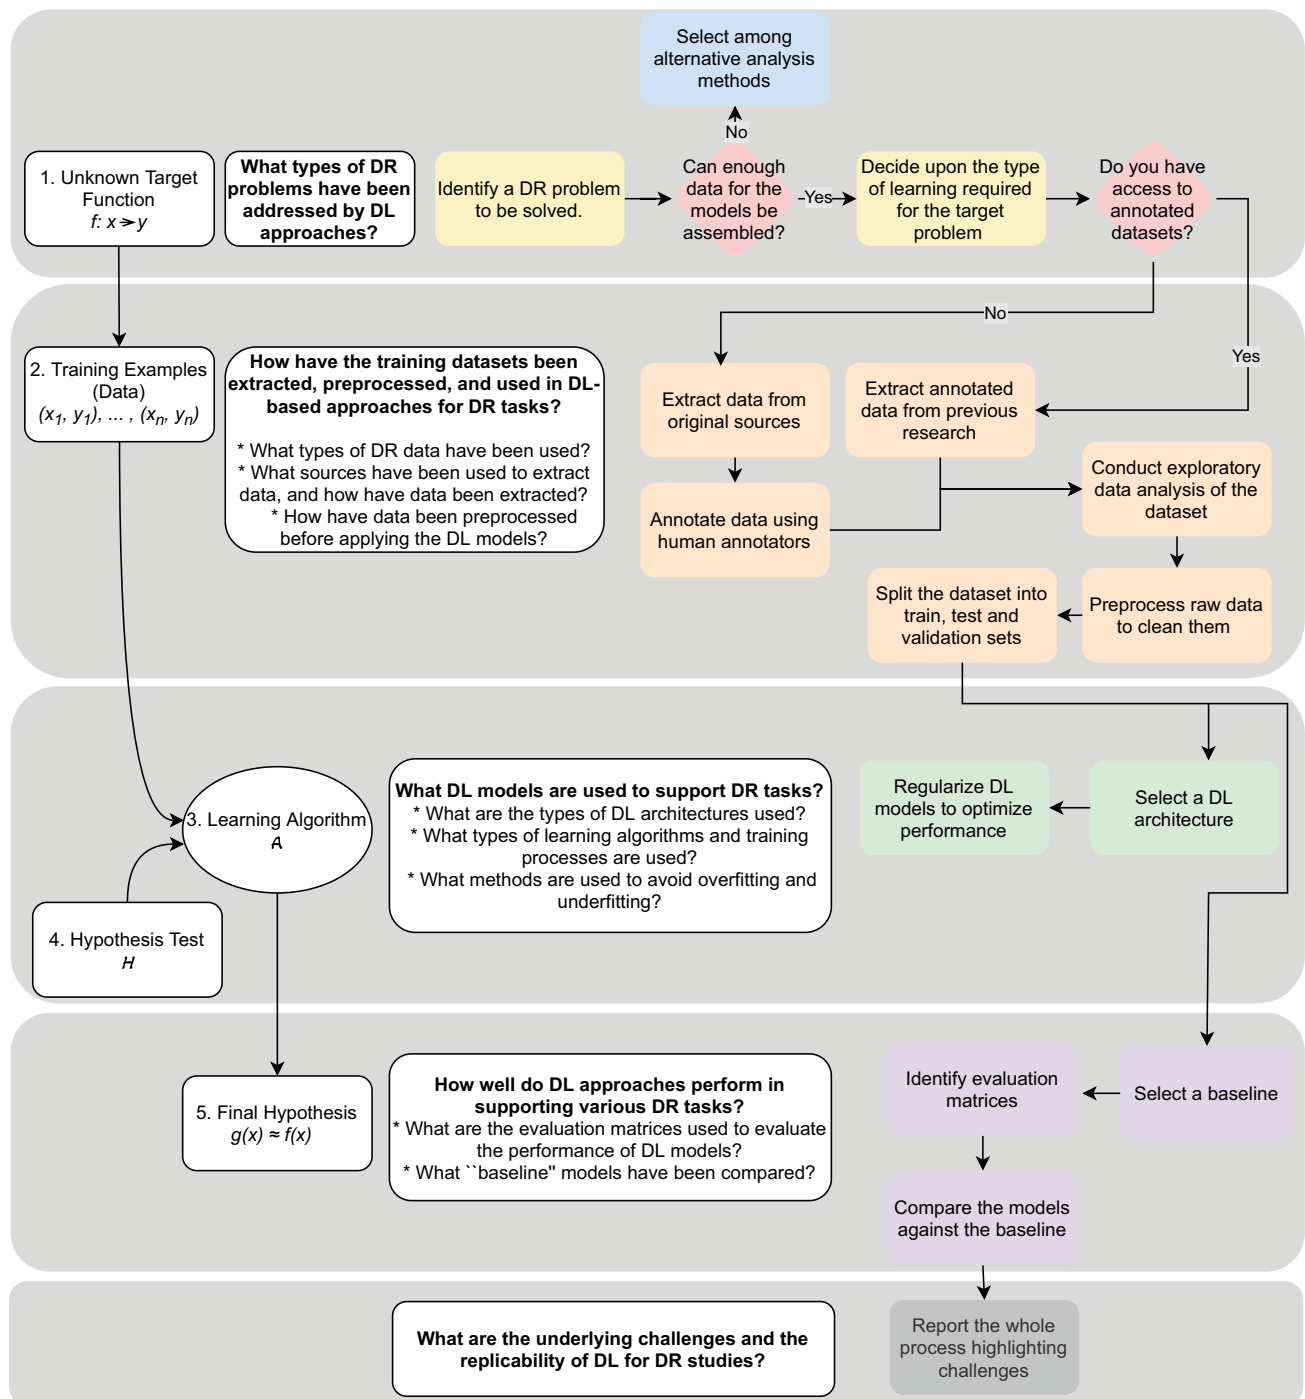 Select among
alternative analysis
methods
No
1. Unknown Target
Function
f: x➛y
What types of DR
problems have been
addressed by DL
approaches?
Identify a DR problem
to be solved.
Can enough
data for the
models be
assembled?
Yes
Decide upon the type
of learning required
for the target
problem
Do you have
access to
annotated
datasets?
No
Yes
2. Training Examples
(Data)
(x1, y1), ... , (xn, yn)
How have the training datasets been
extracted, preprocessed, and used in DL-
based approaches for DR tasks?
* What types of DR data have been used?
* What sources have been used to extract
data, and how have data been extracted?
* How have data been preprocessed
before applying the DL models?
Extract data from
original sources
Extract annotated
data from previous
research
Annotate data using
human annotators
Conduct exploratory
data analysis of the
dataset
Split the dataset into
train, test and
validation sets
Preprocess raw data
to clean them
3. Learning Algorithm
A
4. Hypothesis Test
H
What DL models are used to support DR tasks?
* What are the types of DL architectures used?
* What types of learning algorithms and training
processes are used?
* What methods are used to avoid overfitting and
underfitting?
Regularize DL
models to optimize
performance
Select a DL
architecture
5. Final Hypothesis
g(x) ≈ f(x)
How well do DL approaches perform in
supporting various DR tasks?
* What are the evaluation matrices used to evaluate
the performance of DL models?
* What ``baseline" models have been compared?
Identify evaluation
matrices
Select a baseline
Compare the models
against the baseline
What are the underlying challenges and the
replicability of DL for DR studies?
Report the whole
process highlighting
challenges